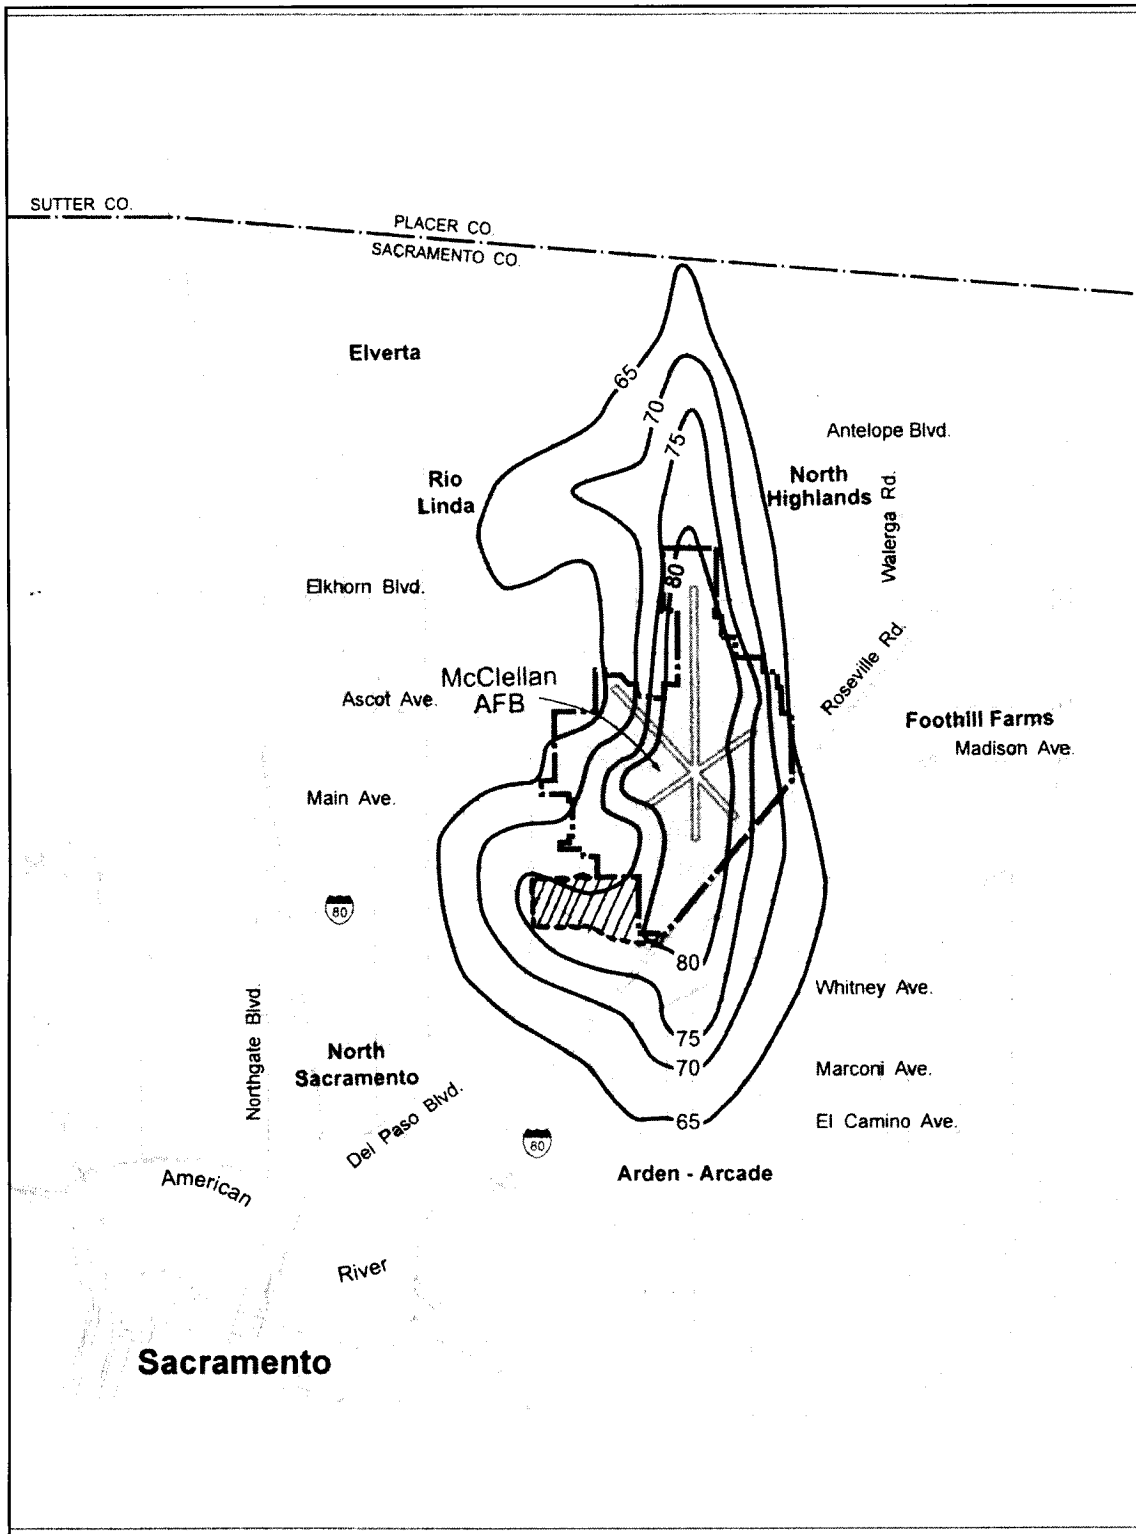 SUTTER CO.
PLACER CO.
SACRAMENTO CO.
Elverta
65
70
75
Antelope Blvd.
Rio
Linda
North
Highlands
Walerga Rd.
80
Elkhorn Blvd.
Roseville Rd.
McClellan
AFB
Ascot Ave.
Foothill Farms
Madison Ave.
Main Ave.
80
80
Whitney Ave.
Northgate Blvd.
75
North
Sacramento
70
Marconi Ave.
Del Paso Blvd.
65
El Camino Ave.
80
Arden - Arcade
American
River
Sacramento